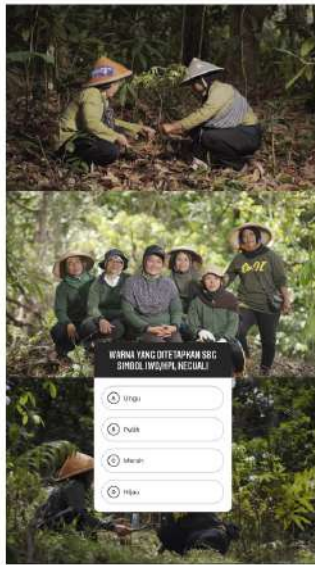 WARNA YANG DITETAPKAN SBG
SIMBOL IWD/HPI, KECUALI
A Ungu
B Putih
C Merah
D Hijau